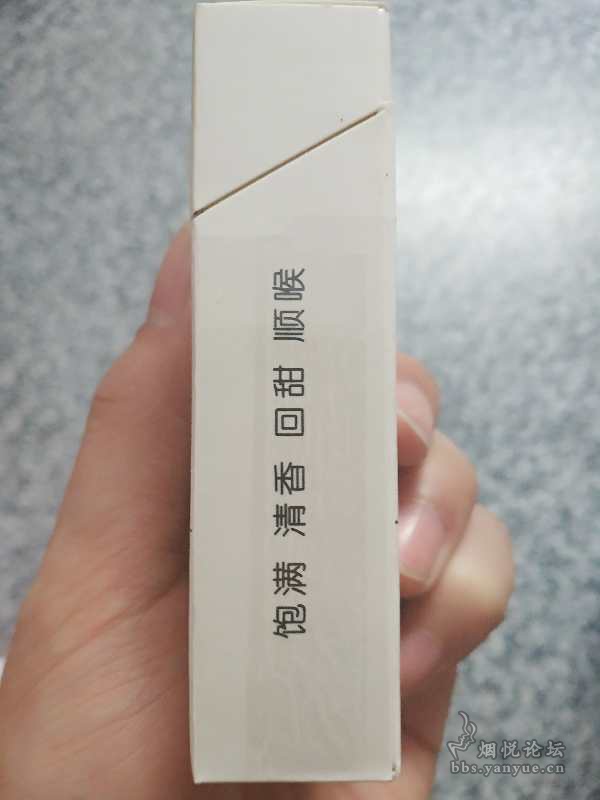 饱满 清香 回甜 顺喉
烟悦论坛
bbs.yanyue.cn